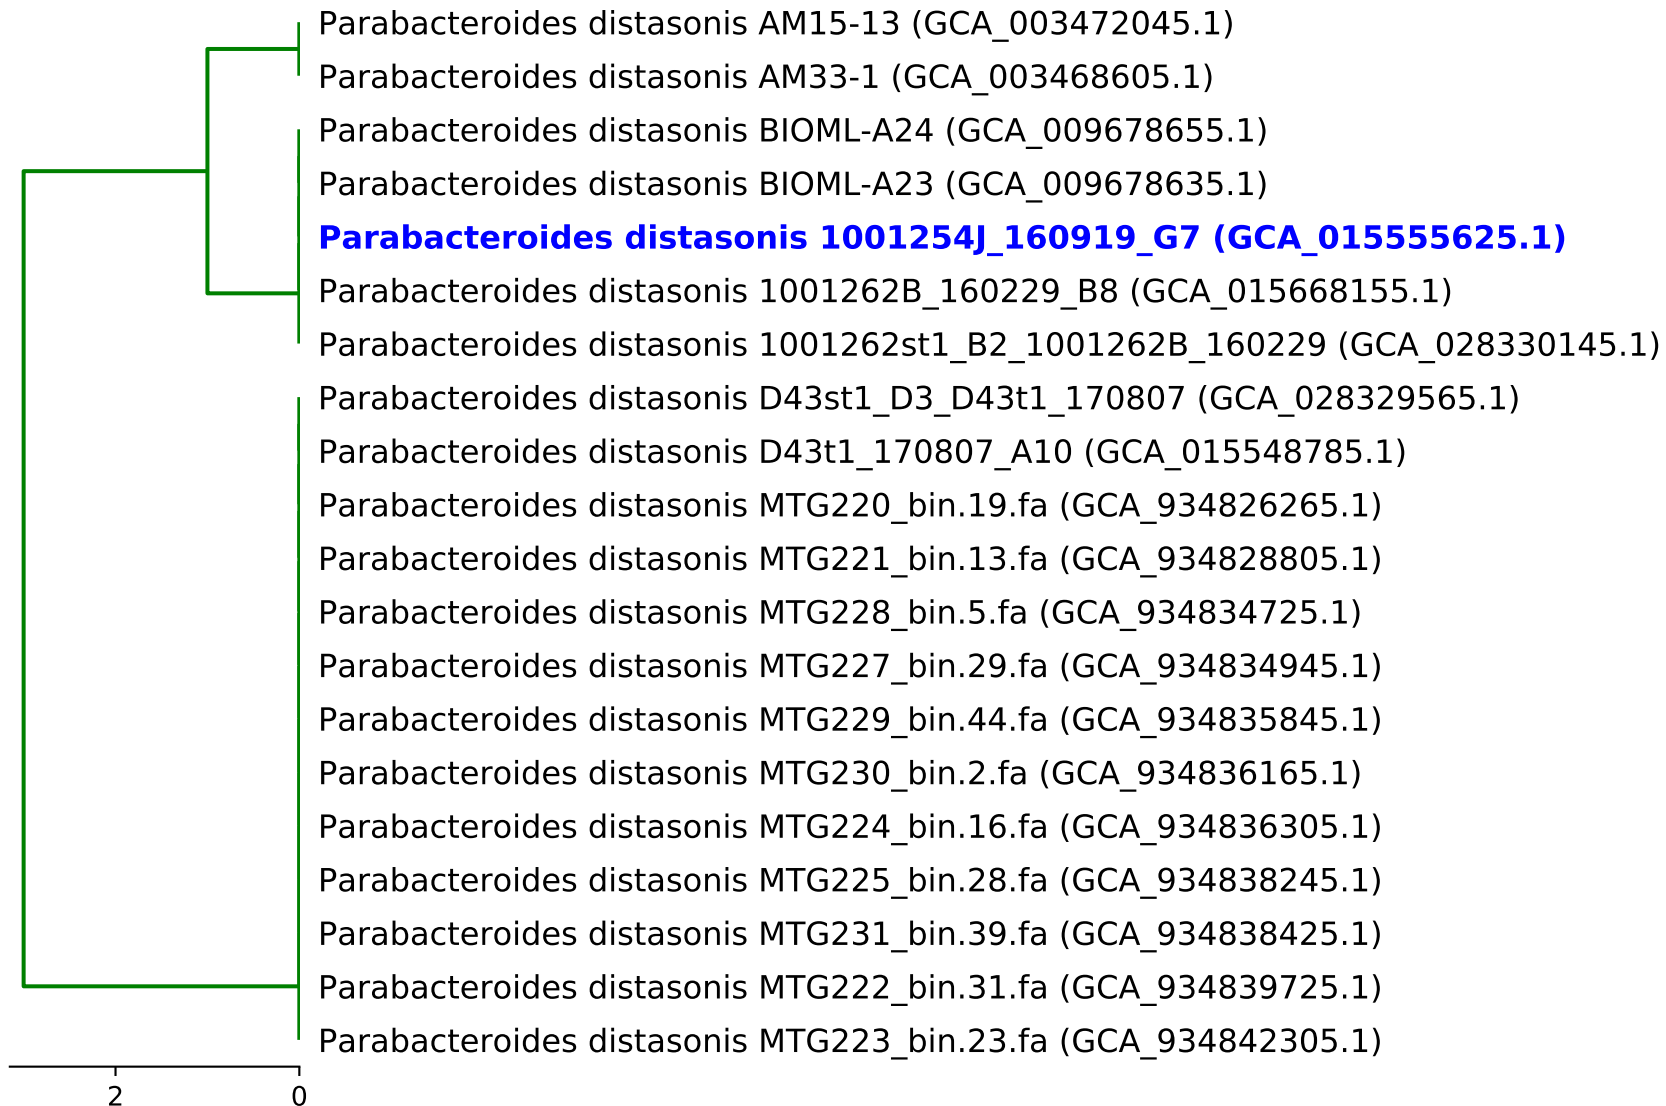 Parabacteroides distasonis AM15-13 (GCA_003472045.1)
Parabacteroides distasonis AM33-1 (GCA_003468605.1)
Parabacteroides distasonis BIOML-A24 (GCA_009678655.1)
Parabacteroides distasonis BIOML-A23 (GCA_009678635.1)
Parabacteroides distasonis 1001254J_160919_G7 (GCA_015555625.1)
Parabacteroides distasonis 1001262B_160229_B8 (GCA_015668155.1)
Parabacteroides distasonis 1001262st1_B2_1001262B_160229 (GCA_028330145.1)
Parabacteroides distasonis D43st1_D3_D43t1_170807 (GCA_028329565.1)
Parabacteroides distasonis D43t1_170807_A10 (GCA_015548785.1)
Parabacteroides distasonis MTG220_bin.19.fa (GCA_934826265.1)
Parabacteroides distasonis MTG221_bin.13.fa (GCA_934828805.1)
Parabacteroides distasonis MTG228_bin.5.fa (GCA_934834725.1)
Parabacteroides distasonis MTG227_bin.29.fa (GCA_934834945.1)
Parabacteroides distasonis MTG229_bin.44.fa (GCA_934835845.1)
Parabacteroides distasonis MTG230_bin.2.fa (GCA_934836165.1)
Parabacteroides distasonis MTG224_bin.16.fa (GCA_934836305.1)
Parabacteroides distasonis MTG225_bin.28.fa (GCA_934838245.1)
Parabacteroides distasonis MTG231_bin.39.fa (GCA_934838425.1)
Parabacteroides distasonis MTG222_bin.31.fa (GCA_934839725.1)
Parabacteroides distasonis MTG223_bin.23.fa (GCA_934842305.1)
2 0